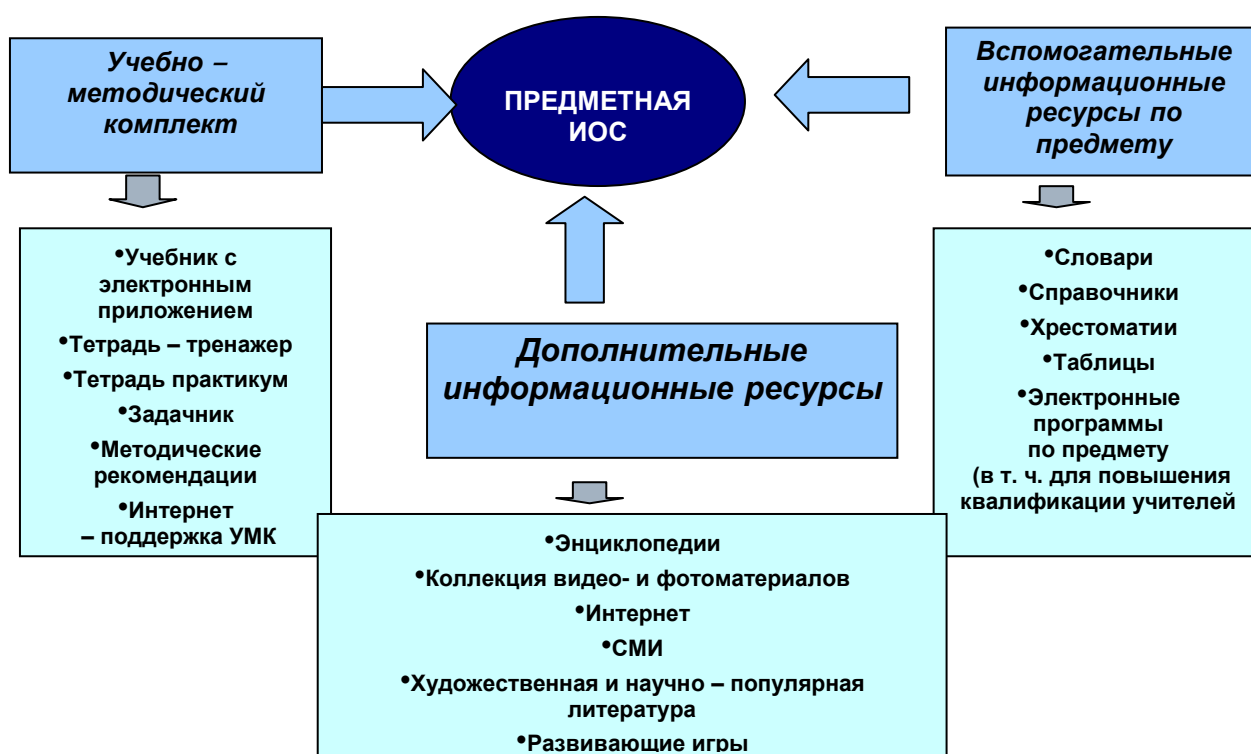 Учебно –
методический
комплект
ПРЕДМЕТНАЯ
ИОС
Вспомогательные
информационные
ресурсы по
предмету
•Учебник с
электронным
приложением
•Тетрадь – тренажер
•Тетрадь практикум
•Задачник
•Методические
рекомендации
•Интернет
– поддержка УМК
Дополнительные
информационные ресурсы
•Словари
•Справочники
•Хрестоматии
•Таблицы
•Электронные
программы
по предмету
(в т. ч. для повышения
квалификации учителей
•Энциклопедии
•Коллекция видео- и фотоматериалов
•Интернет
•СМИ
•Художественная и научно – популярная
литература
•Развивающие игры